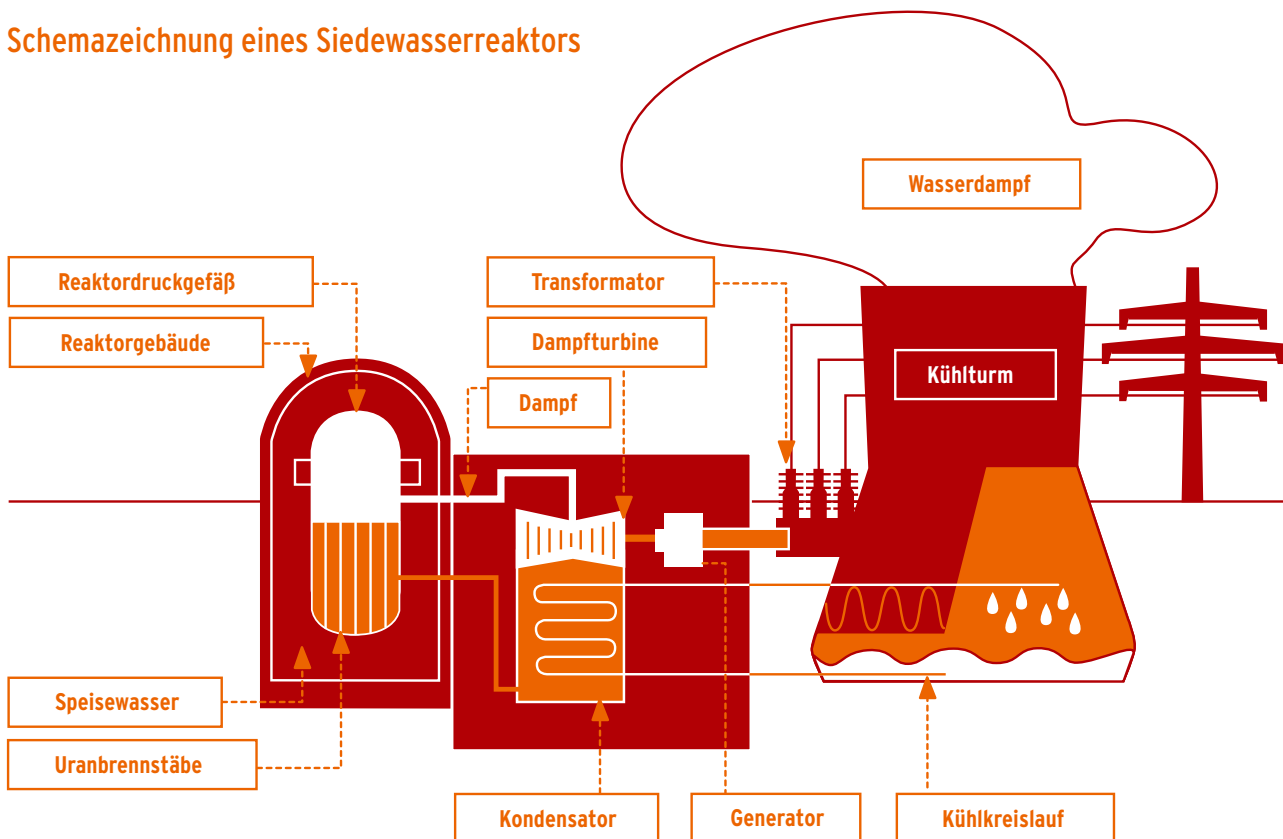 Schemazeichnung eines Siedewasserreaktors
Wasserdampf
Reaktordruckgefäß
Transformator
Reaktorgebäude
Dampfturbine
Kühlturm
Dampf
Speisewasser
Uranbrennstäbe
Kondensator
Generator
Kühlkreislauf